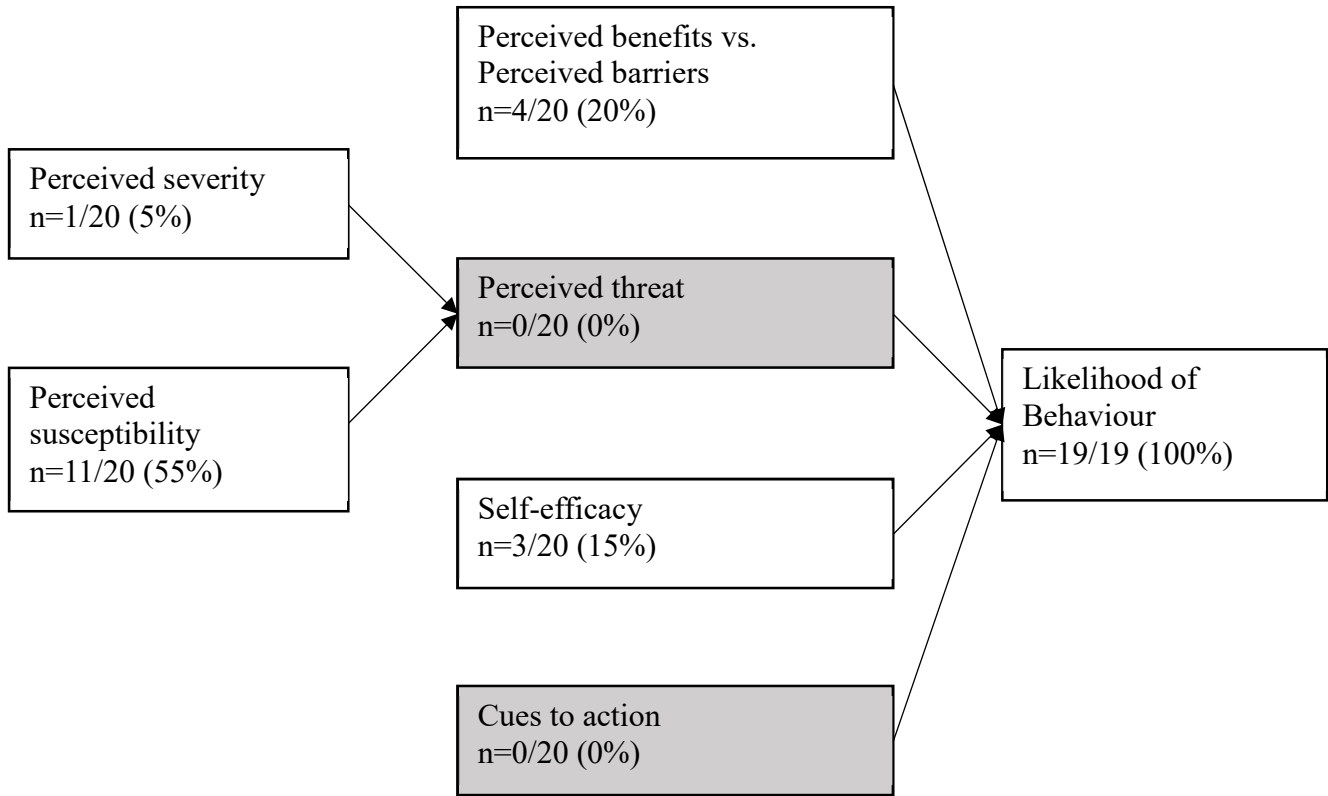 Perceived benefits vs.
Perceived barriers
n=4/20 (20%)
Perceived severity
n=1/20 (5%)
Perceived threat
n=0/20 (0%)
Perceived
susceptibility
n=11/20 (55%)
Likelihood of
Behaviour
n=19/19 (100%)
Self-efficacy
n=3/20 (15%)
Cues to action
n=0/20 (0%)